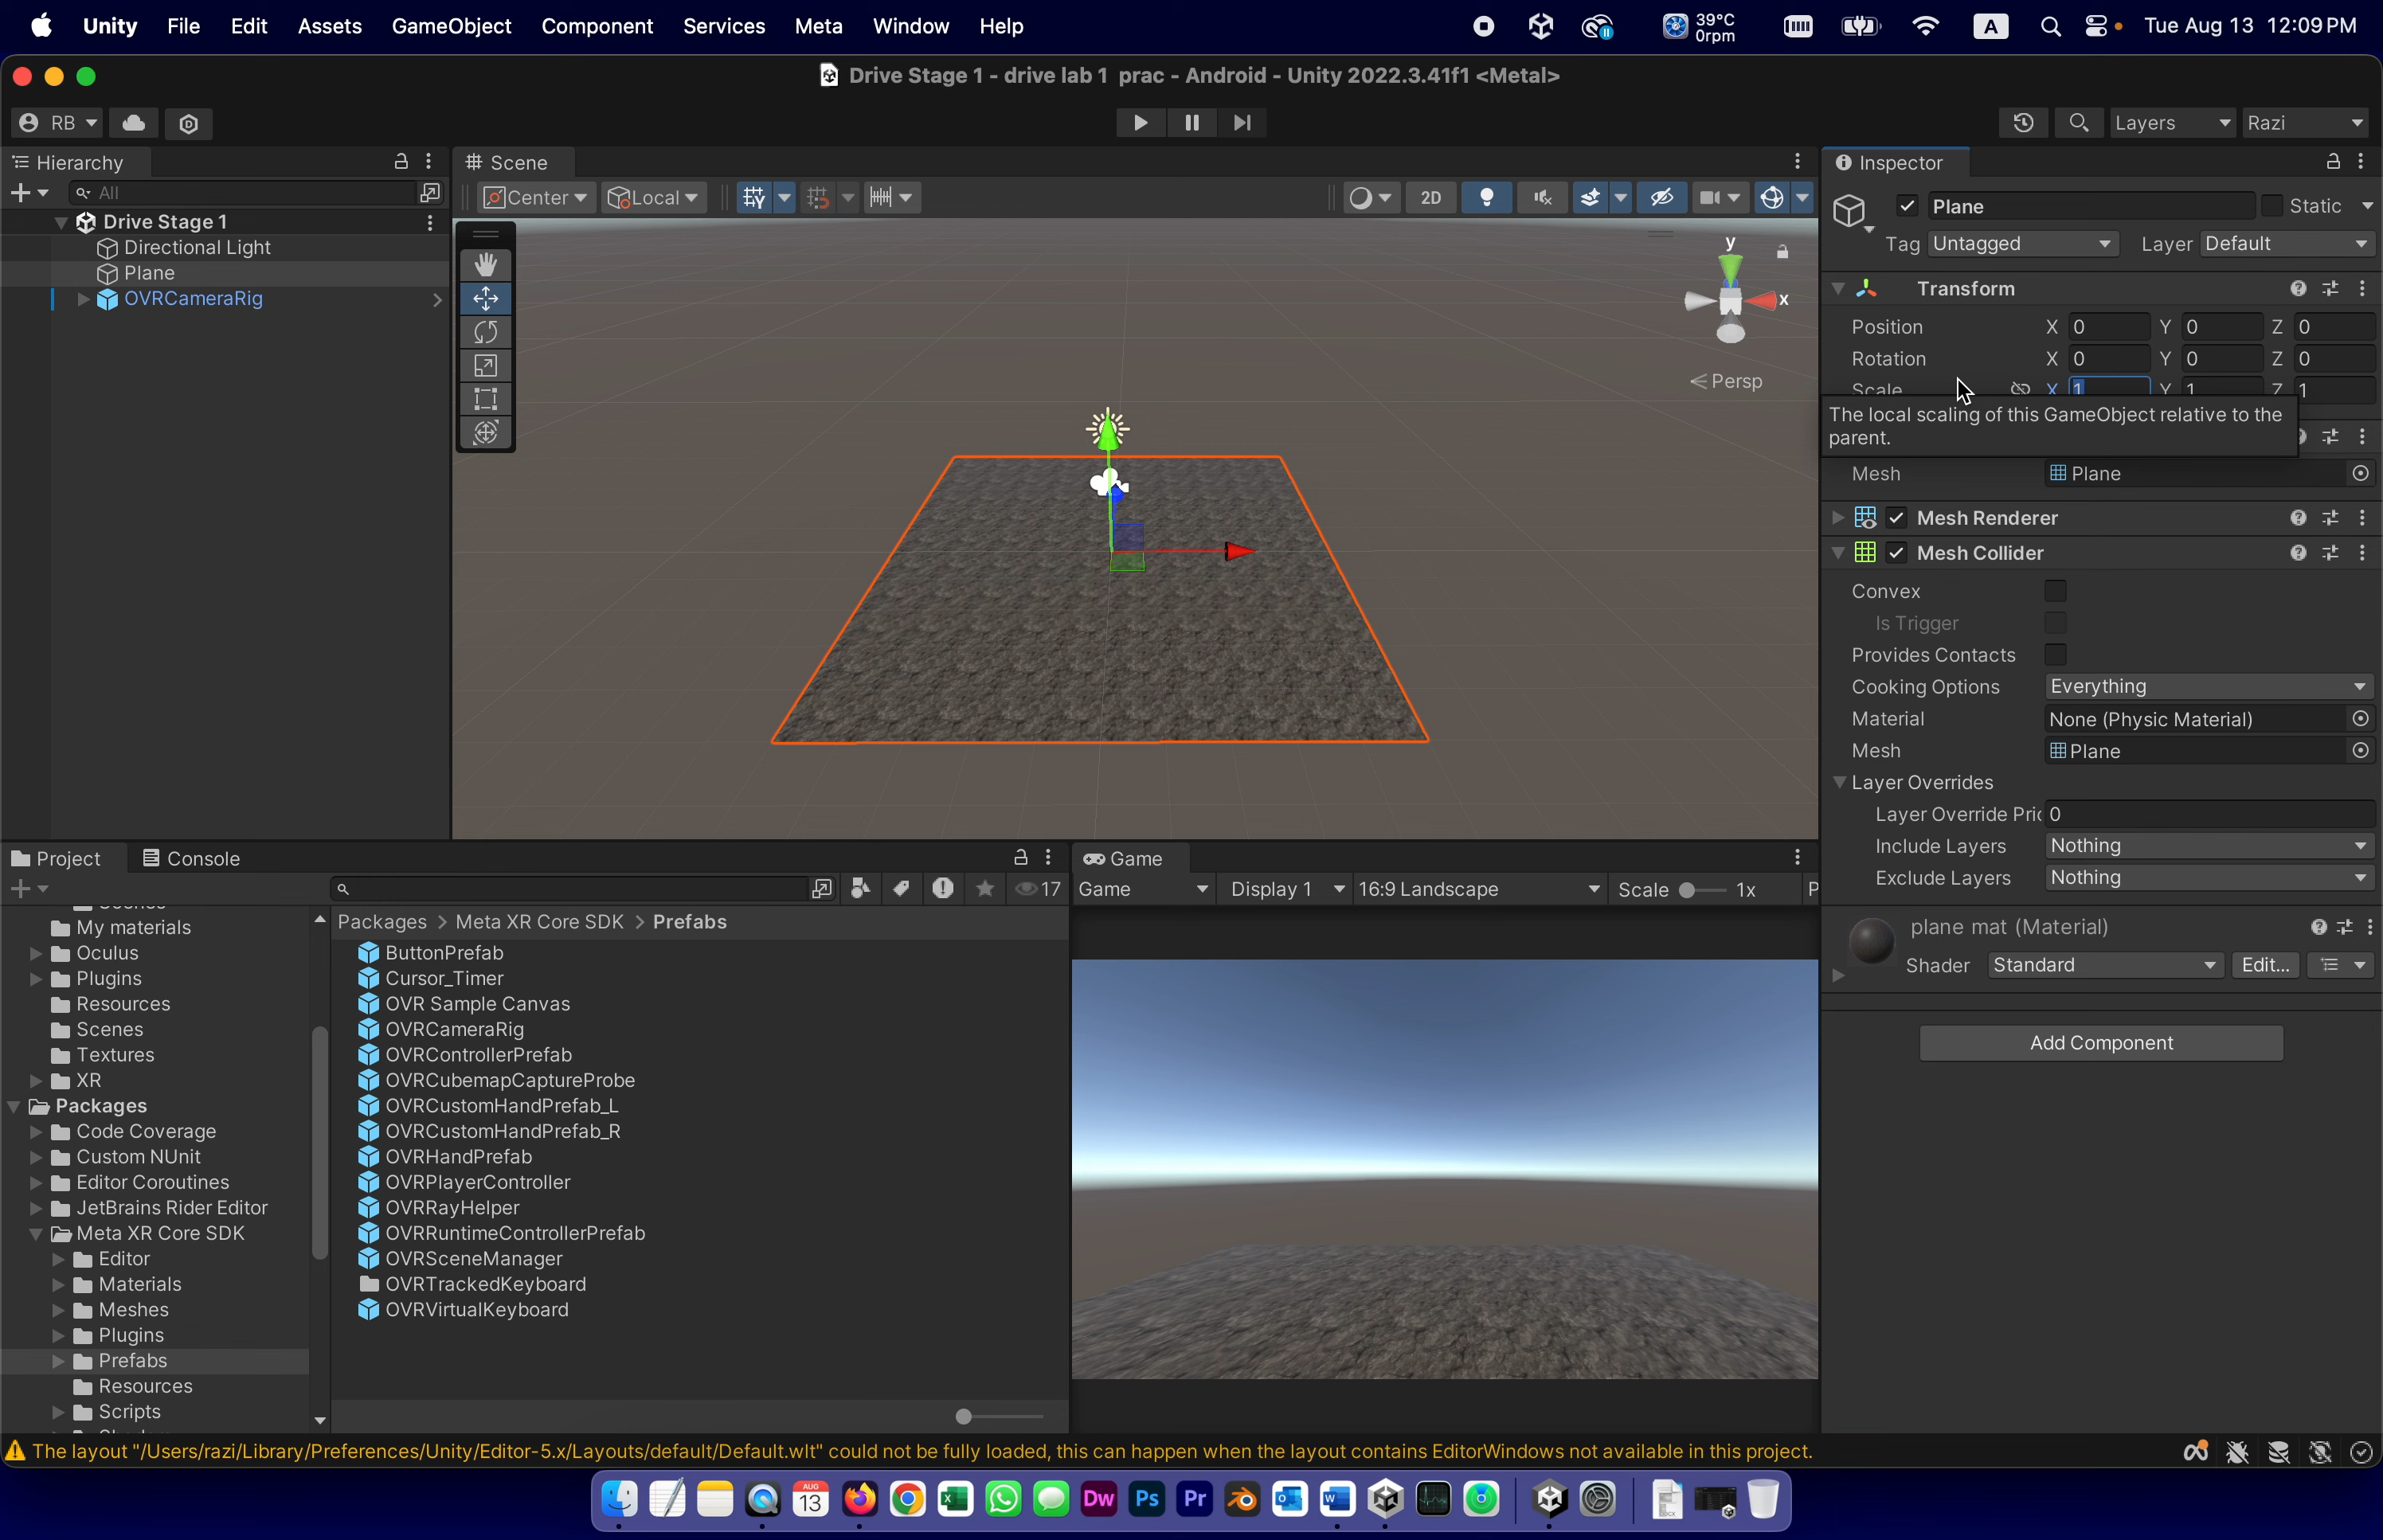 Unity File Edit Assets GameObject Component Services Meta Window Help 39°C 0rpm A Tue Aug 13 12:09 PM
Drive Stage 1 - drive lab 1 prac - Android - Unity 2022.3.41f1 <Metal>
RB Layers Razi
Hierarchy
All
Drive Stage 1
Directional Light
Plane
OVRCameraRig
Scene
Center Local 2D
y
x
Persp
Inspector
Plane Static
Tag Untagged Layer Default
Transform
Position X 0 Y 0 Z 0
Rotation X 0 Y 0 Z 0
Scale X 1 Y 1 Z 1
The local scaling of this GameObject relative to the
parent.
Mesh Plane
Mesh Renderer
Mesh Collider
Convex
Is Trigger
Provides Contacts
Cooking Options Everything
Material None (Physic Material)
Mesh Plane
Layer Overrides
Layer Override Pri 0
Include Layers Nothing
Exclude Layers Nothing
plane mat (Material)
Shader Standard Edit...
Add Component
Project Console
17
My materials
Oculus
Plugins
Resources
Scenes
Textures
XR
Packages
Code Coverage
Custom NUnit
Editor Coroutines
JetBrains Rider Editor
Meta XR Core SDK
Editor
Materials
Meshes
Plugins
Prefabs
Resources
Scripts
Packages > Meta XR Core SDK > Prefabs
ButtonPrefab
Cursor_Timer
OVR Sample Canvas
OVRCameraRig
OVRControllerPrefab
OVRCubemapCaptureProbe
OVRCustomHandPrefab_L
OVRCustomHandPrefab_R
OVRHandPrefab
OVRPlayerController
OVRRayHelper
OVRRuntimeControllerPrefab
OVRSceneManager
OVRTrackedKeyboard
OVRVirtualKeyboard
Game
Game Display 1 16:9 Landscape Scale 1x P
The layout "/Users/razi/Library/Preferences/Unity/Editor-5.x/Layouts/default/Default.wlt" could not be fully loaded, this can happen when the layout contains EditorWindows not available in this project.
AUG
13
Dw Ps Pr
DOCX